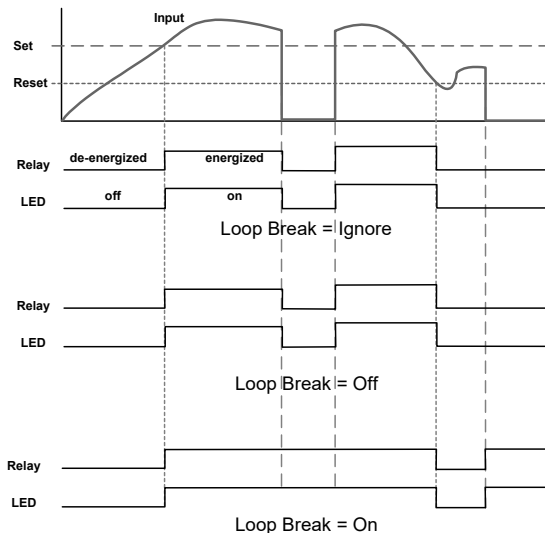 Input
Set
Reset
de-energized energized
Relay
off on
LED
Loop Break = Ignore
Relay
LED
Loop Break = Off
Relay
LED
Loop Break = On